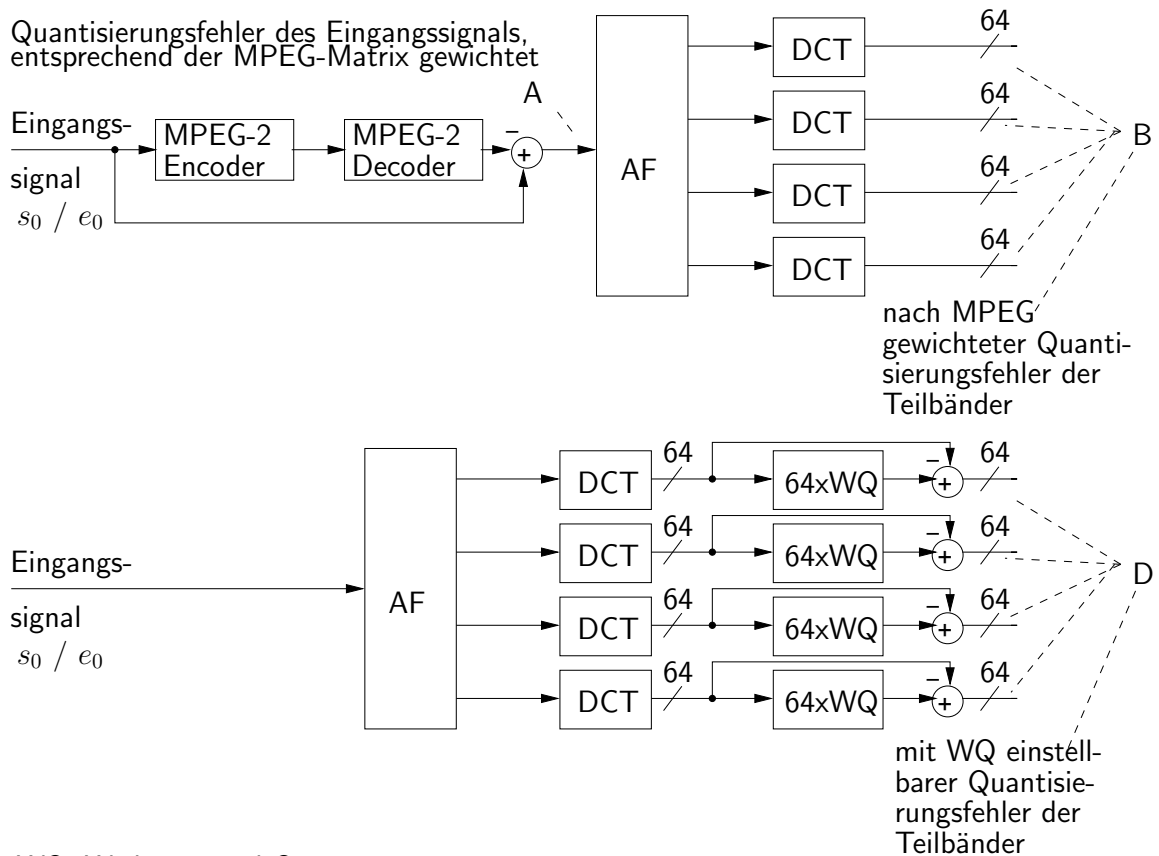 Quantisierungsfehler des Eingangssignals,
entsprechend der MPEG-Matrix gewichtet
A
Eingangs-
signal
s₀ / e₀
MPEG-2
Encoder
MPEG-2
Decoder
−
+
AF
DCT
64
DCT
64
DCT
64
DCT
64
B
nach MPEG
gewichteter Quanti-
sierungsfehler der
Teilbänder
Eingangs-
signal
s₀ / e₀
AF
DCT
64
64xWQ
−
+
64
DCT
64
64xWQ
−
+
64
DCT
64
64xWQ
−
+
64
DCT
64
64xWQ
−
+
64
D
mit WQ einstell-
barer Quantisie-
rungsfehler der
Teilbänder